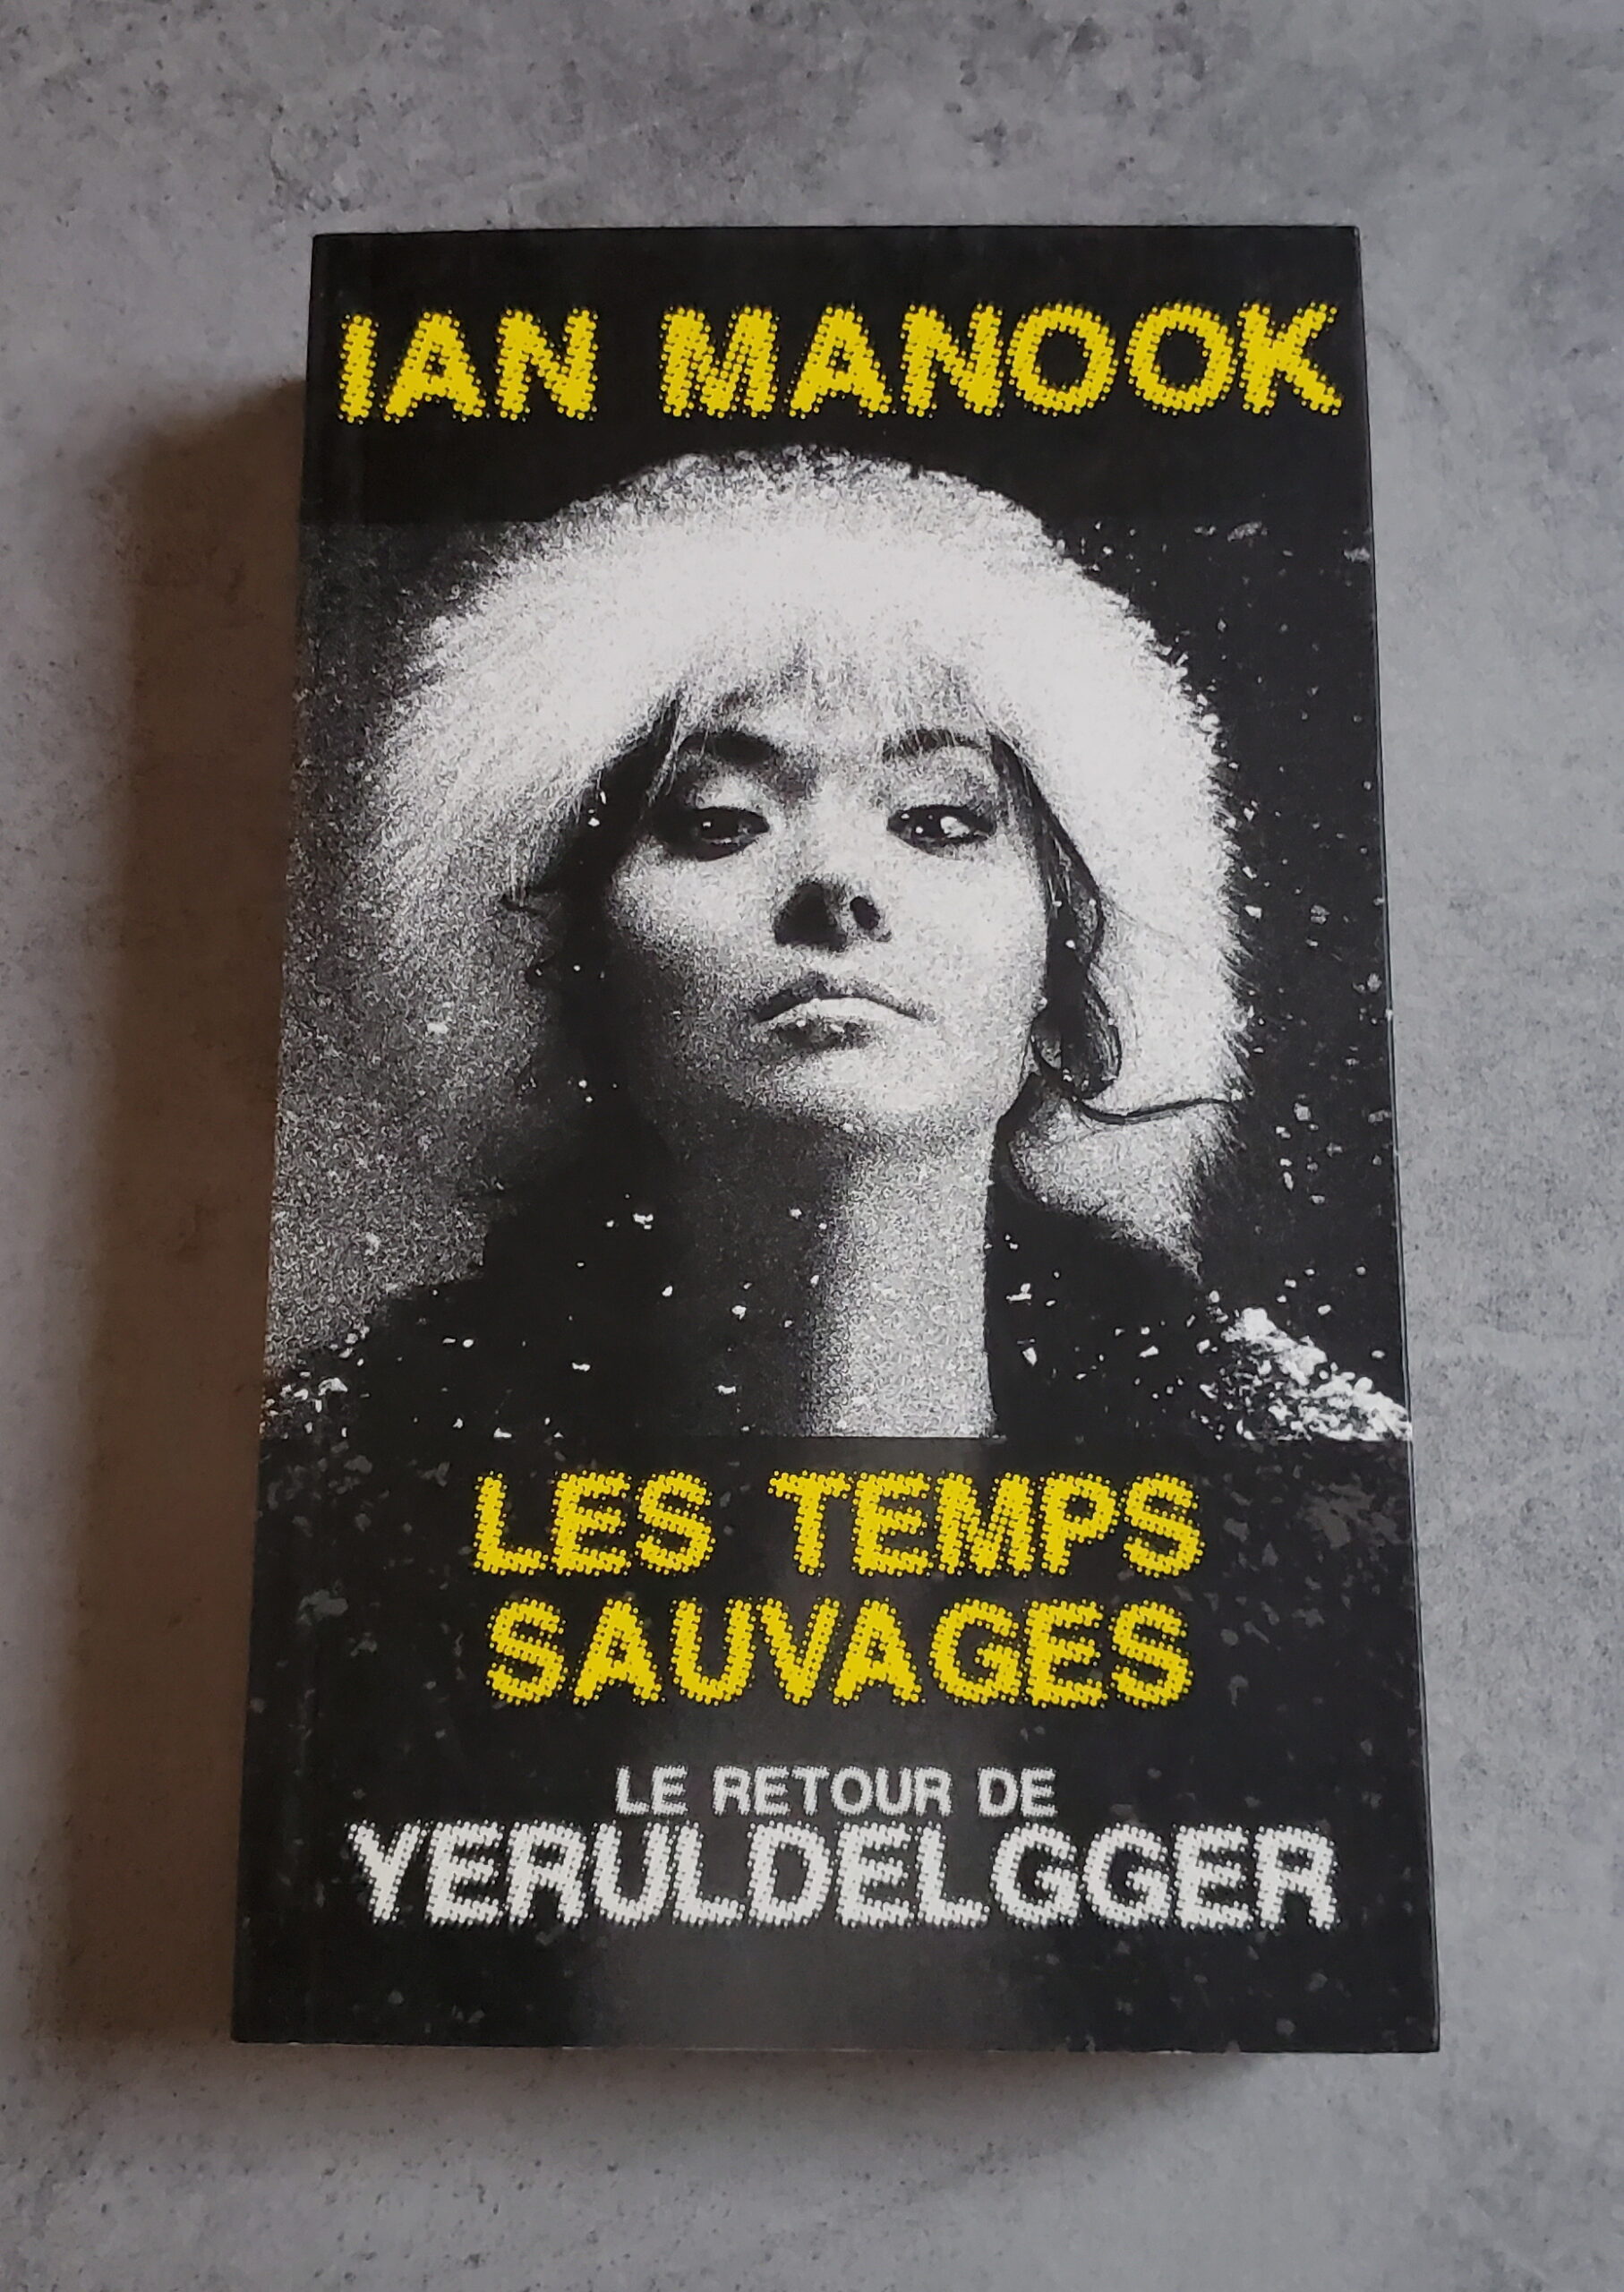 IAN MANOOK
LES TEMPS
SAUVAGES
LE RETOUR DE
YERULDELGGER